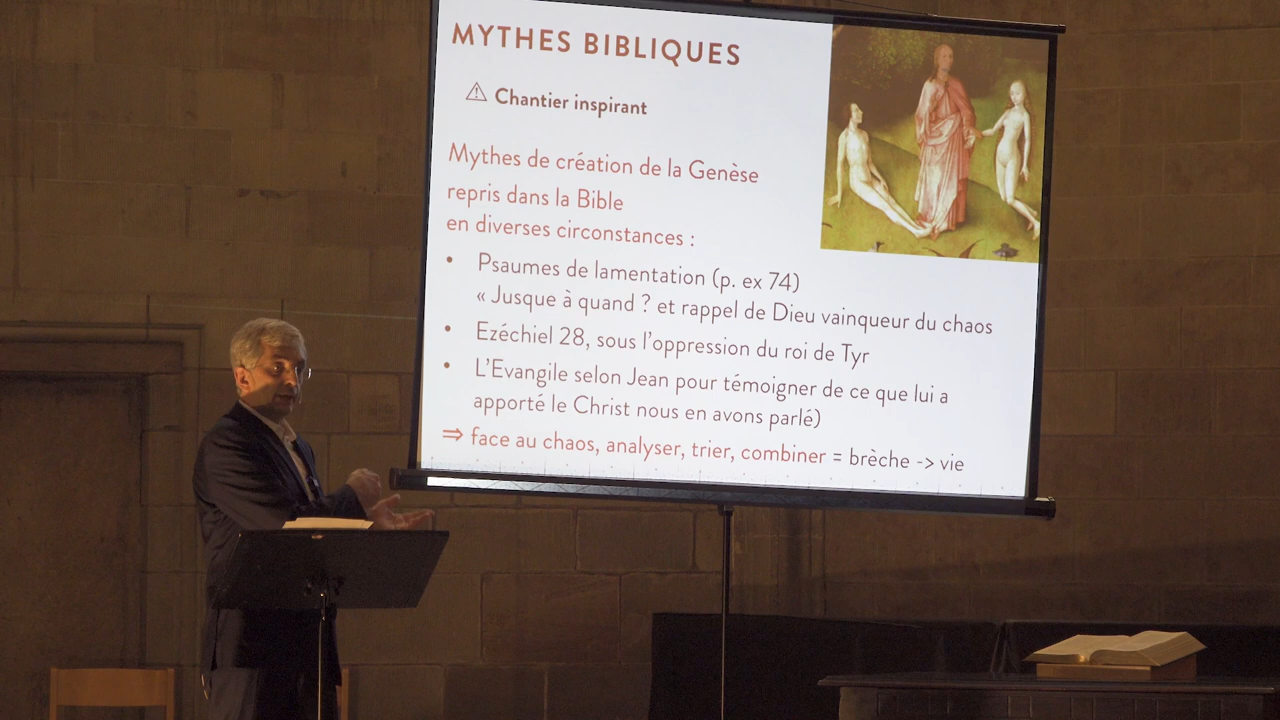 MYTHES BIBLIQUES
⚠ Chantier inspirant
Mythes de création de la Genèse
repris dans la Bible
en diverses circonstances :
• Psaumes de lamentation (p. ex 74)
« Jusque à quand ? et rappel de Dieu vainqueur du chaos
• Ezéchiel 28, sous l'oppression du roi de Tyr
• L'Evangile selon Jean pour témoigner de ce que lui a
apporté le Christ nous en avons parlé)
⇒ face au chaos, analyser, trier, combiner = brèche -> vie